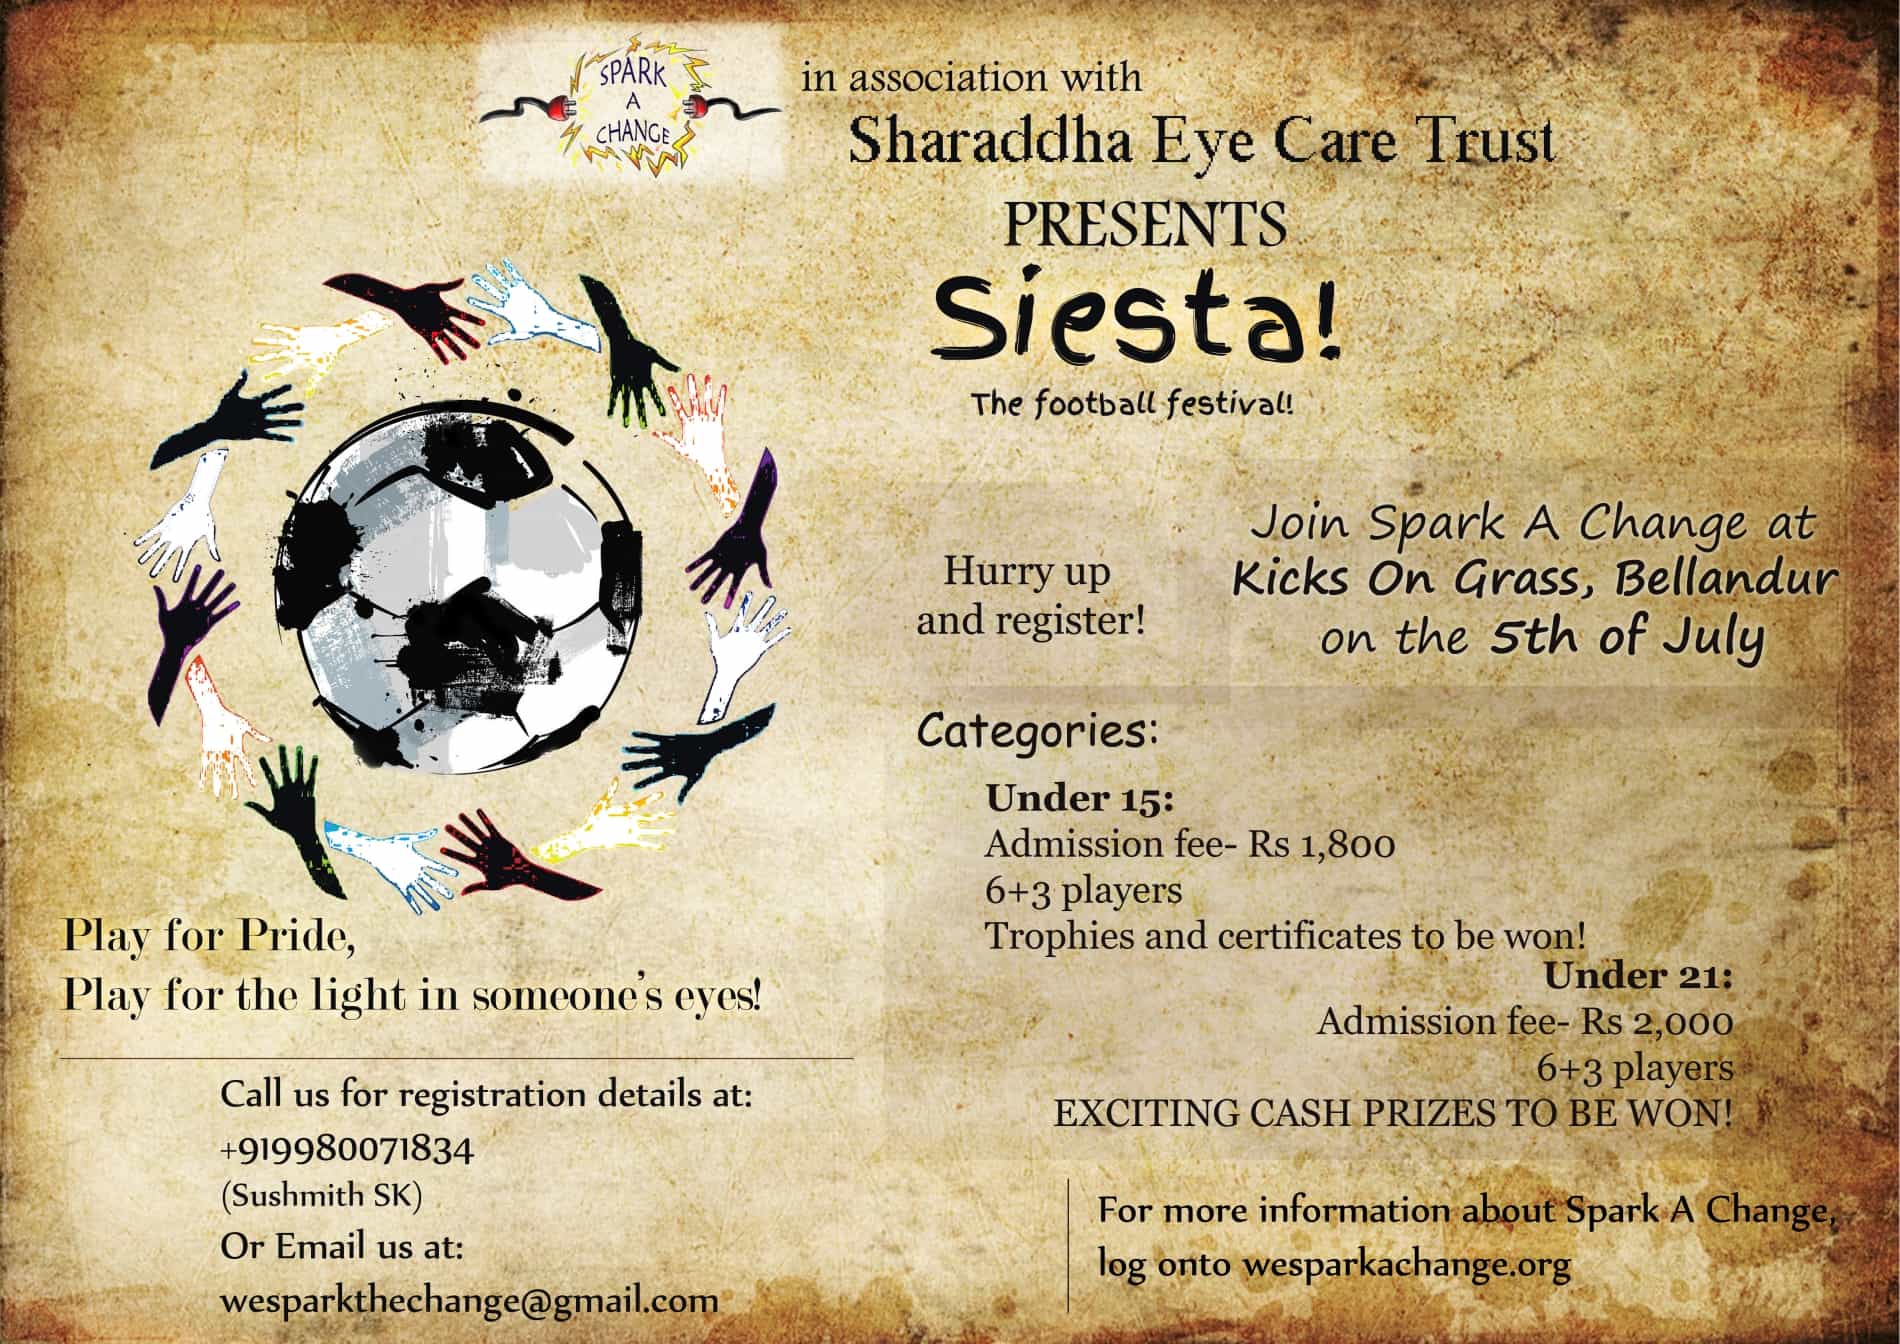 SPARK
A
CHANGE
in association with
Sharaddha Eye Care Trust
PRESENTS
Siesta!
The football festival!
Hurry up
and register!
Join Spark A Change at
Kicks On Grass, Bellandur
on the 5th of July
Categories:
Under 15:
Admission fee- Rs 1,800
6+3 players
Trophies and certificates to be won!
Under 21:
Admission fee- Rs 2,000
6+3 players
EXCITING CASH PRIZES TO BE WON!
Play for Pride,
Play for the light in someone's eyes!
Call us for registration details at:
+919980071834
(Sushmith SK)
Or Email us at:
wesparkthechange@gmail.com
For more information about Spark A Change,
log onto wesparkachange.org